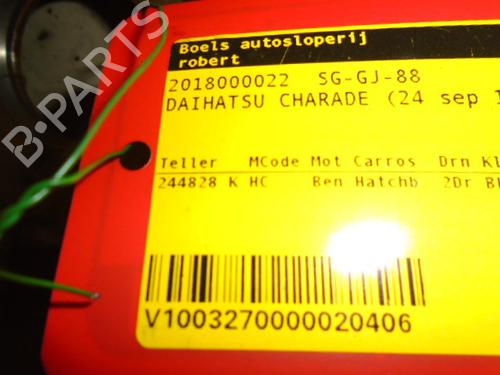 B-PARTS
Boels autosloperij
robert
2018000022 SG-GJ-88
DAIHATSU CHARADE (24 sep 1
Teller MCode Mot Carros Drn Kl
244828 K HC Ben Hatchb 2Dr
V1003270000020406